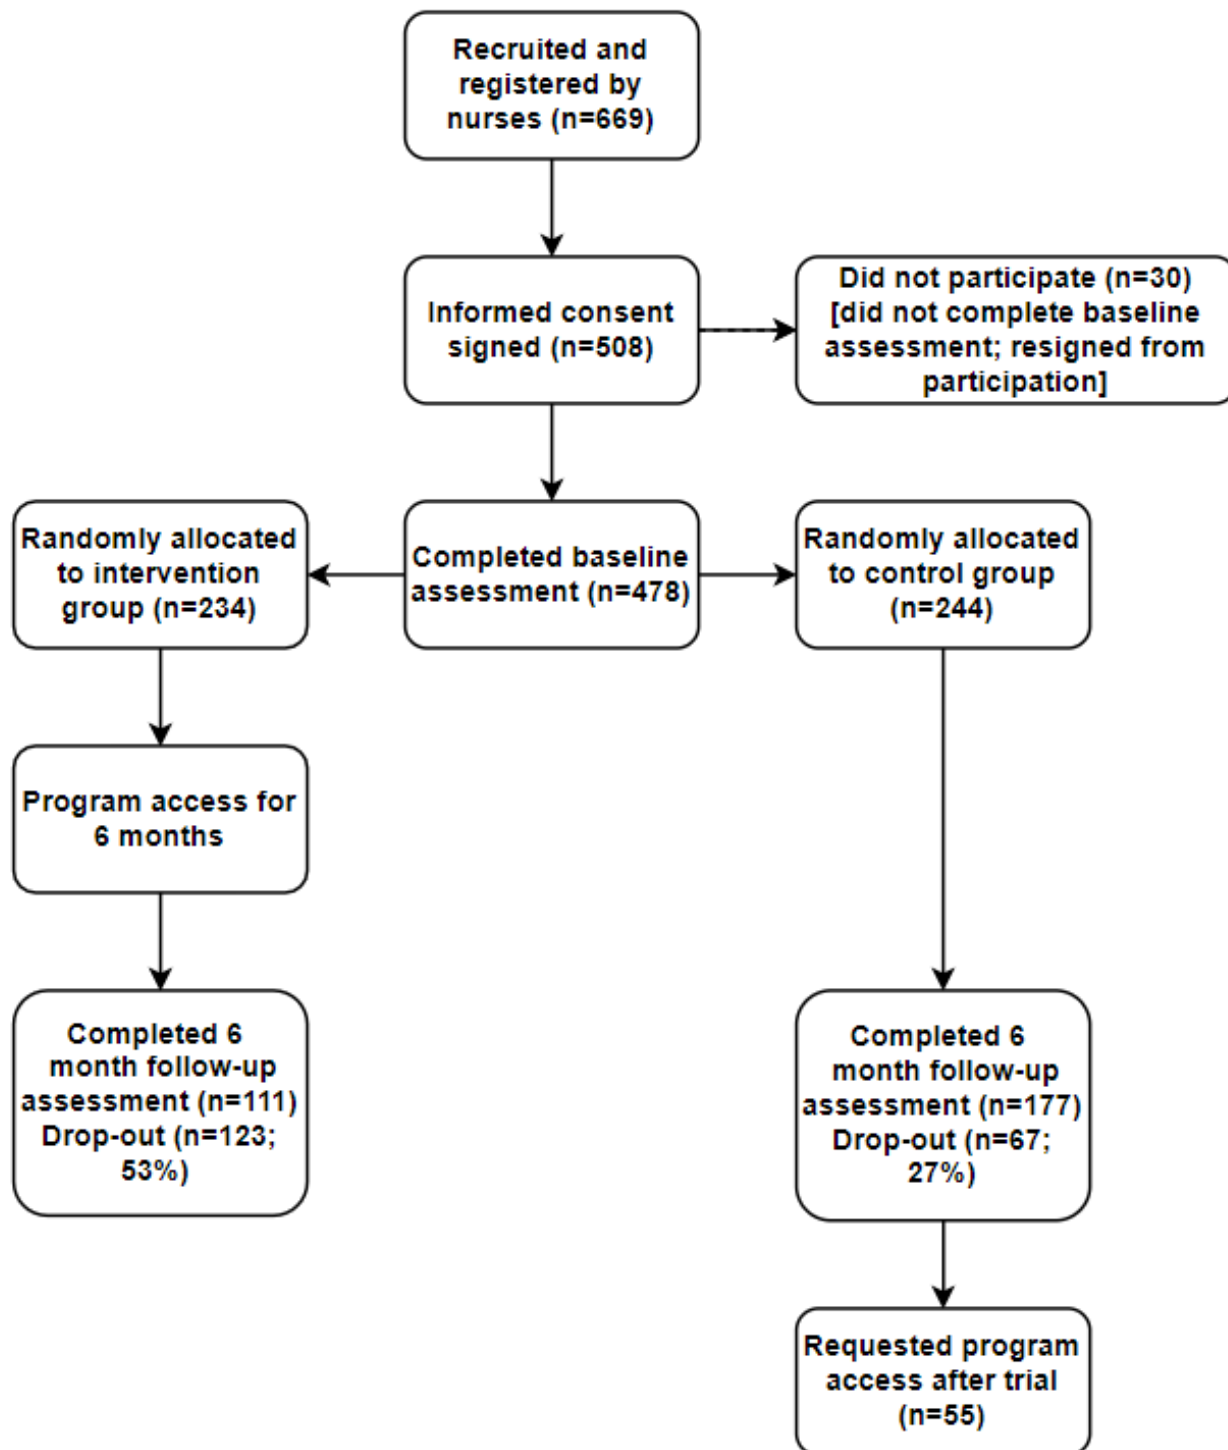 Recruited and
registered by
nurses (n=669)
Informed consent
signed (n=508)
Did not participate (n=30)
[did not complete baseline
assessment; resigned from
participation]
Randomly allocated
to intervention
group (n=234)
Completed baseline
assessment (n=478)
Randomly allocated
to control group
(n=244)
Program access for
6 months
Completed 6
month follow-up
assessment (n=111)
Drop-out (n=123;
53%)
Completed 6
month follow-up
assessment (n=177)
Drop-out (n=67;
27%)
Requested program
access after trial
(n=55)